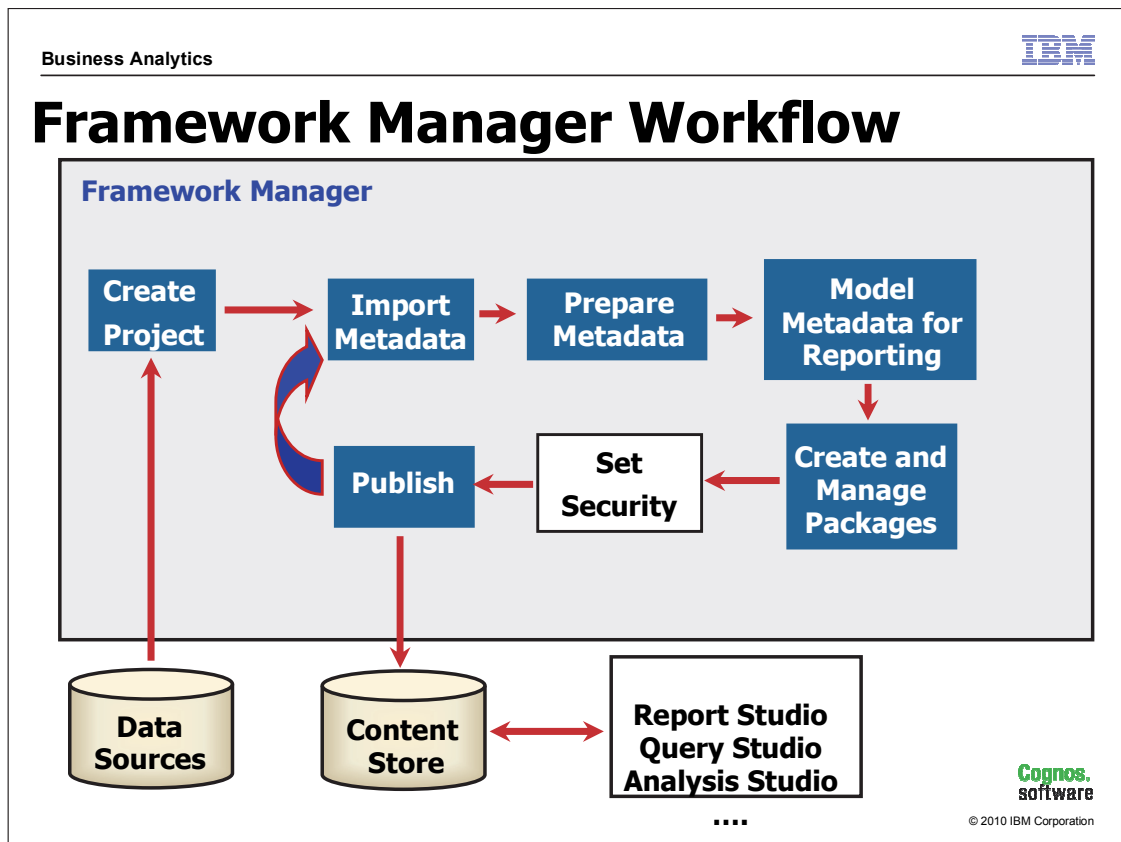 Business Analytics
IBM
Framework Manager Workflow
Framework Manager
Create
Project
Import
Metadata
Prepare
Metadata
Model
Metadata for
Reporting
Publish
Set
Security
Create and
Manage
Packages
Data
Sources
Content
Store
Report Studio
Query Studio
Analysis Studio
....
Cognos.
software
© 2010 IBM Corporation